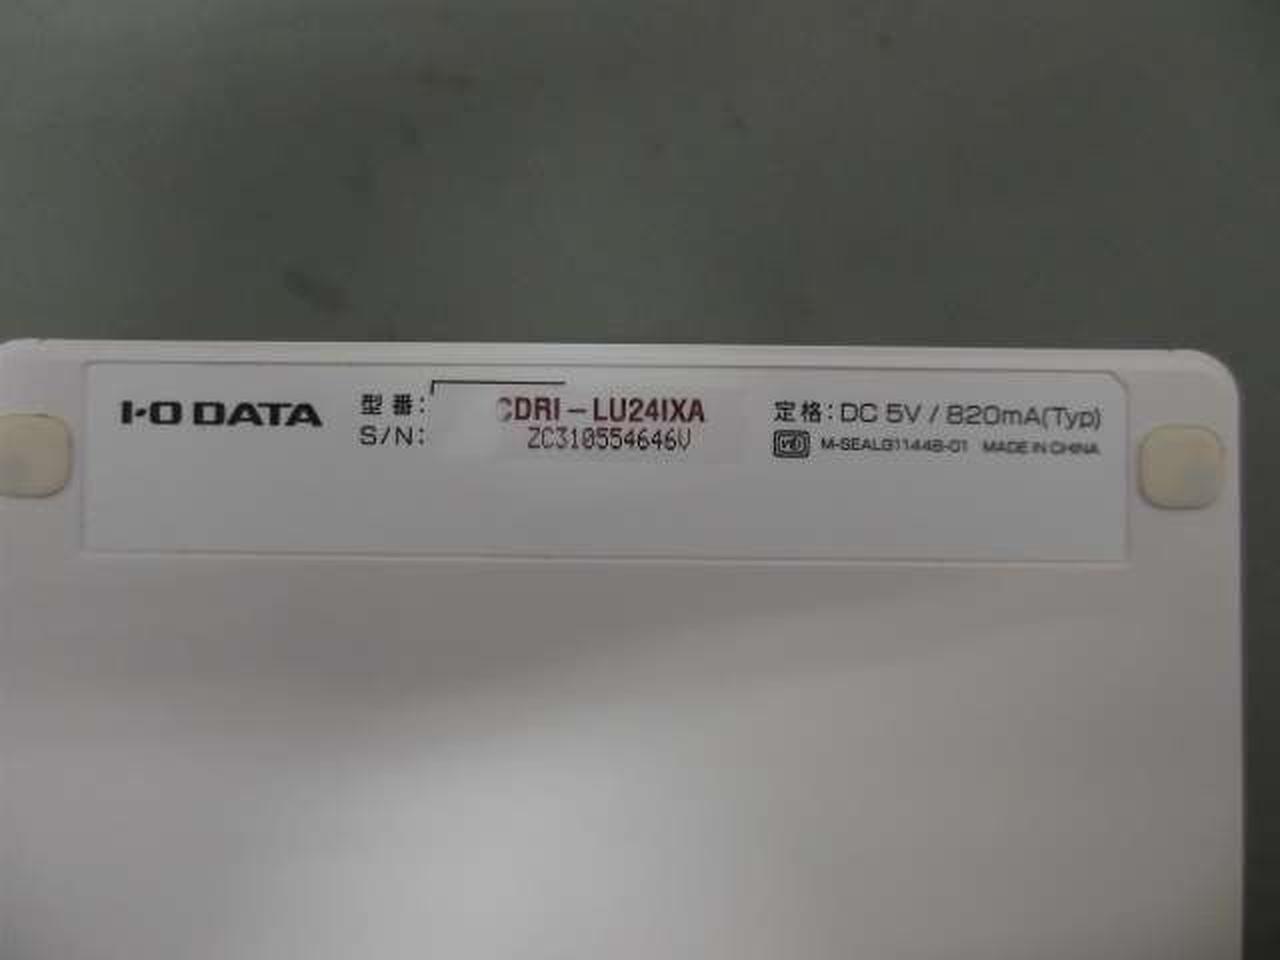 I-O DATA
型番: CDRI-LU24IXA
S/N: ZC310554646V
定格:DC 5V / 820mA(Typ)
M-SEALG1144B-01 MADE IN CHINA